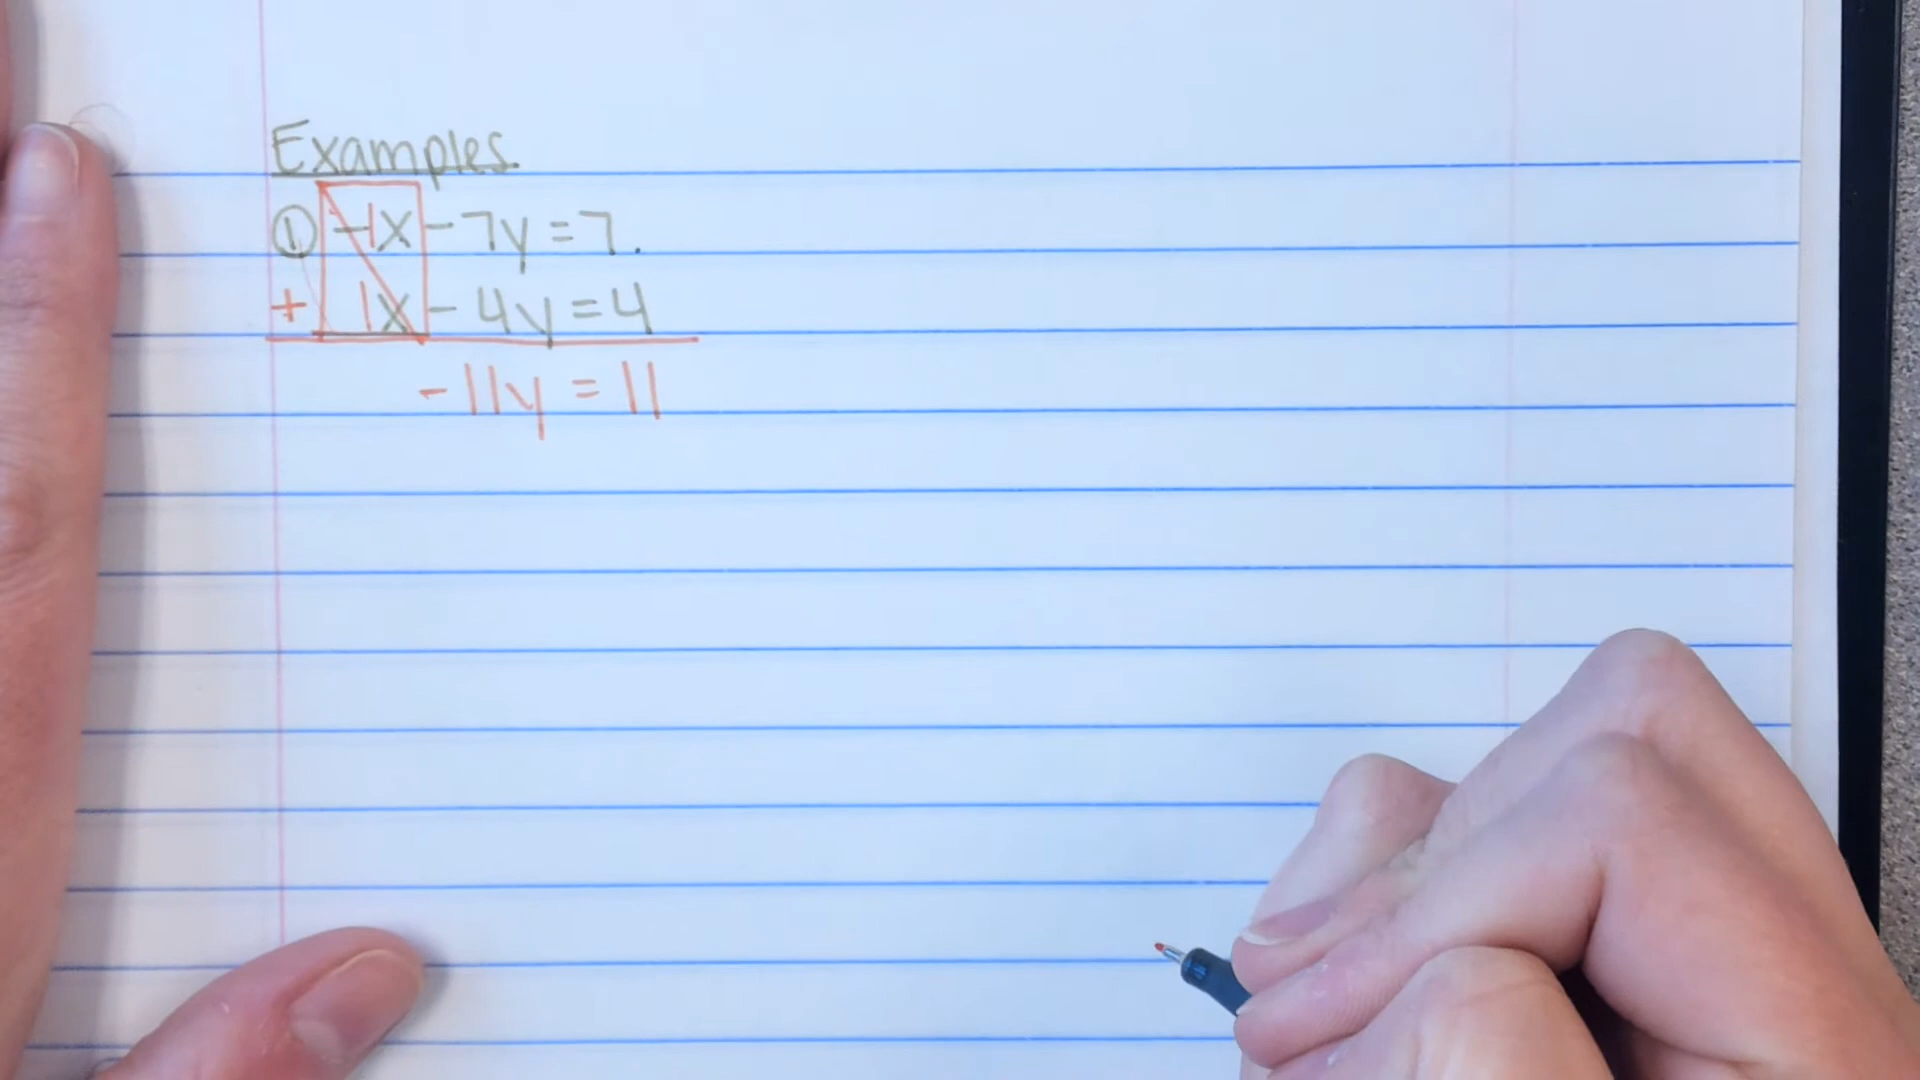 Examples.
① -1x - 7y = 7.
+ 1x - 4y = 4
-11y = 11